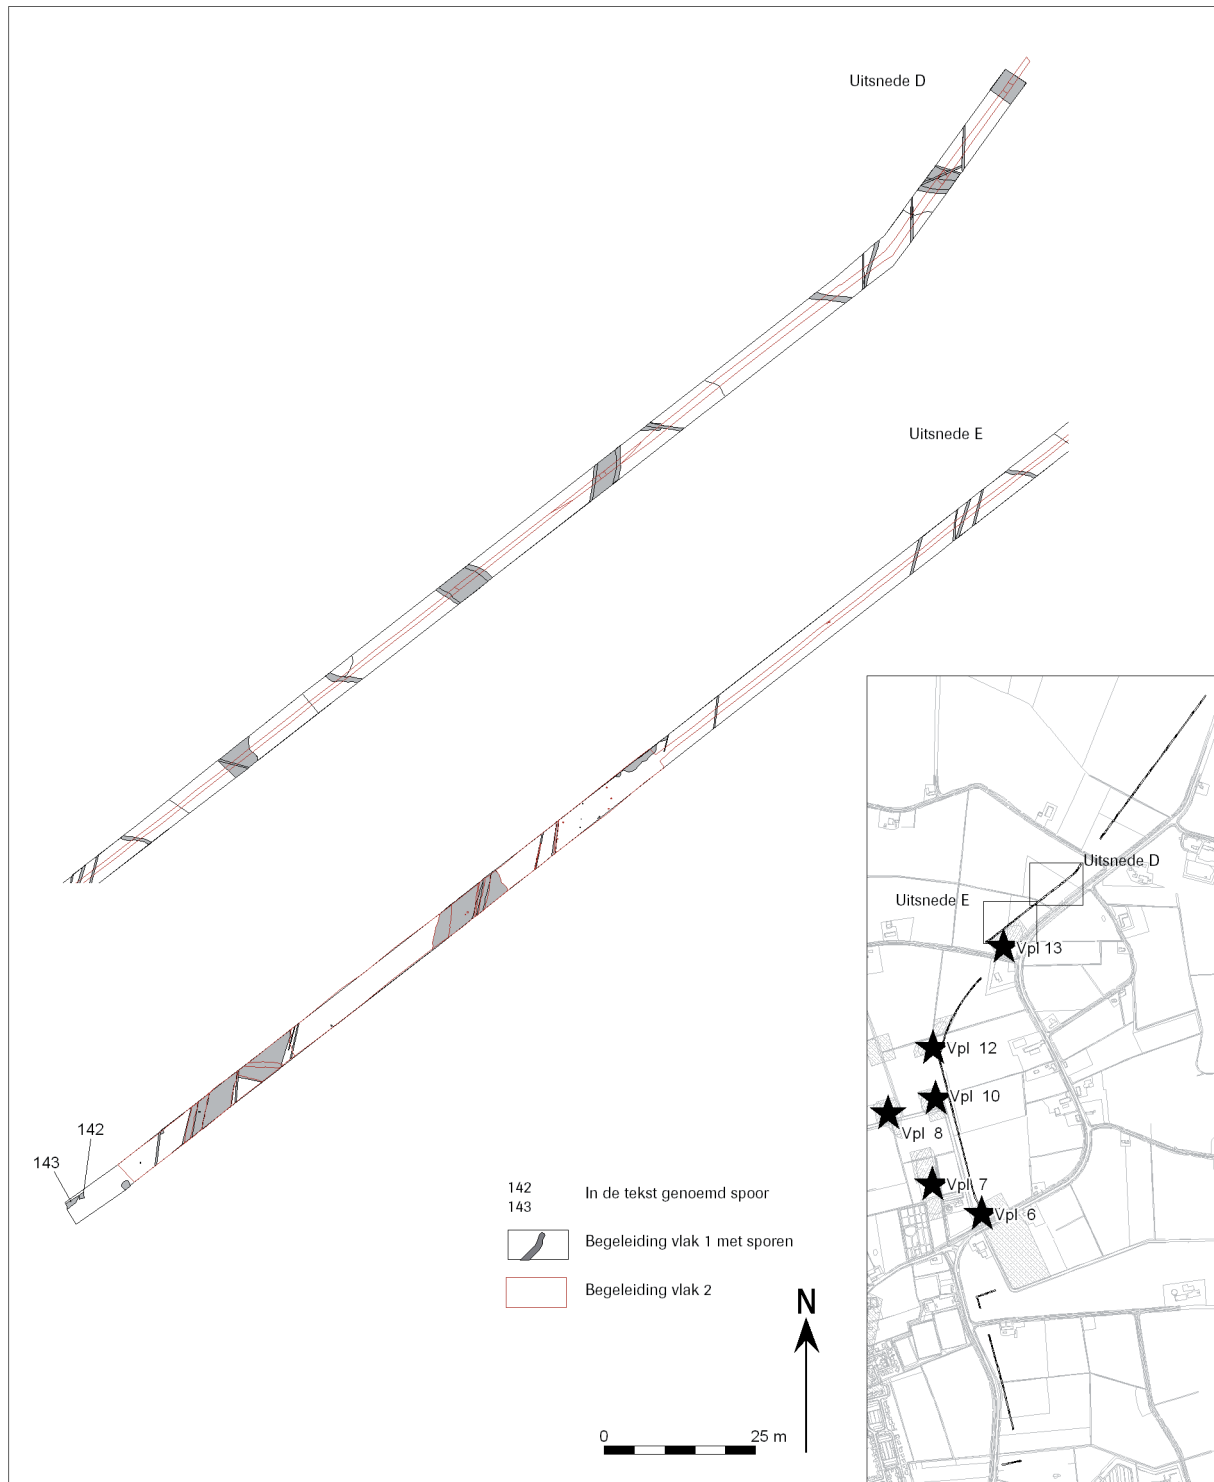 Uitsnede D
Uitsnede E
Uitsnede D
Uitsnede E
Vpl 13
Vpl 12
Vpl 10
Vpl 8
Vpl 7
Vpl 6
142
143
142
143
In de tekst genoemd spoor
Begeleiding vlak 1 met sporen
Begeleiding vlak 2
N
0 25 m